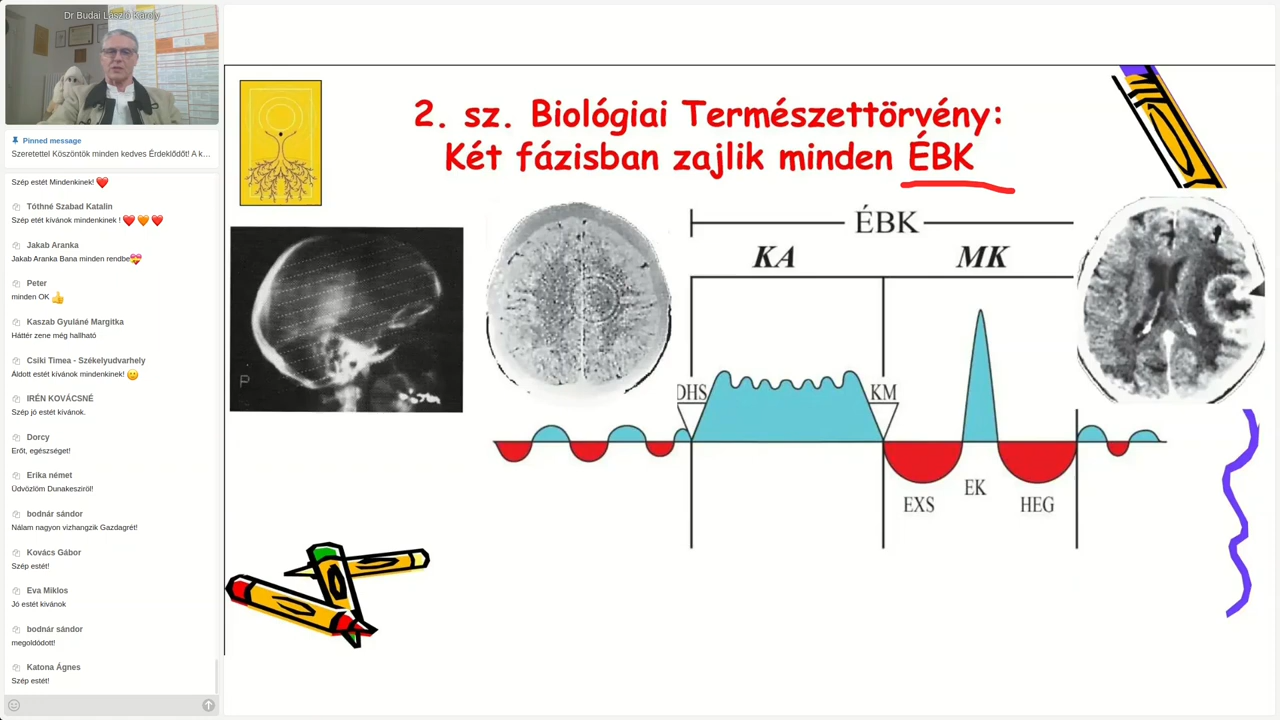 Dr Budai László Károly
Pinned message
Szeretettel Köszöntök minden kedves Érdeklődőt! A k…
Szép estét Mindenkinek!
Tóthné Szabad Katalin
Szép etét kívánok mindenkinek !
Jakab Aranka
Jakab Aranka Bana minden rendbe
Peter
minden OK
Kaszab Gyuláné Margitka
Háttér zene még hallható
Csiki Timea - Székelyudvarhely
Áldott estét kívánok mindenkinek!
IRÉN KOVÁCSNÉ
Szép jó estét kívánok.
Dorcy
Erőt, egészséget!
Erika német
Üdvözlöm Dunakesziröl!
bodnár sándor
Nálam nagyon vizhangzik Gazdagrét!
Kovács Gábor
Szép estét!
Eva Miklos
Jó estét kivánok
bodnár sándor
megoldódott!
Katona Ágnes
Szép estét!
2. sz. Biológiai Természettörvény:
Két fázisban zajlik minden ÉBK
ÉBK
KA MK
DHS KM
EXS EK HEG
P